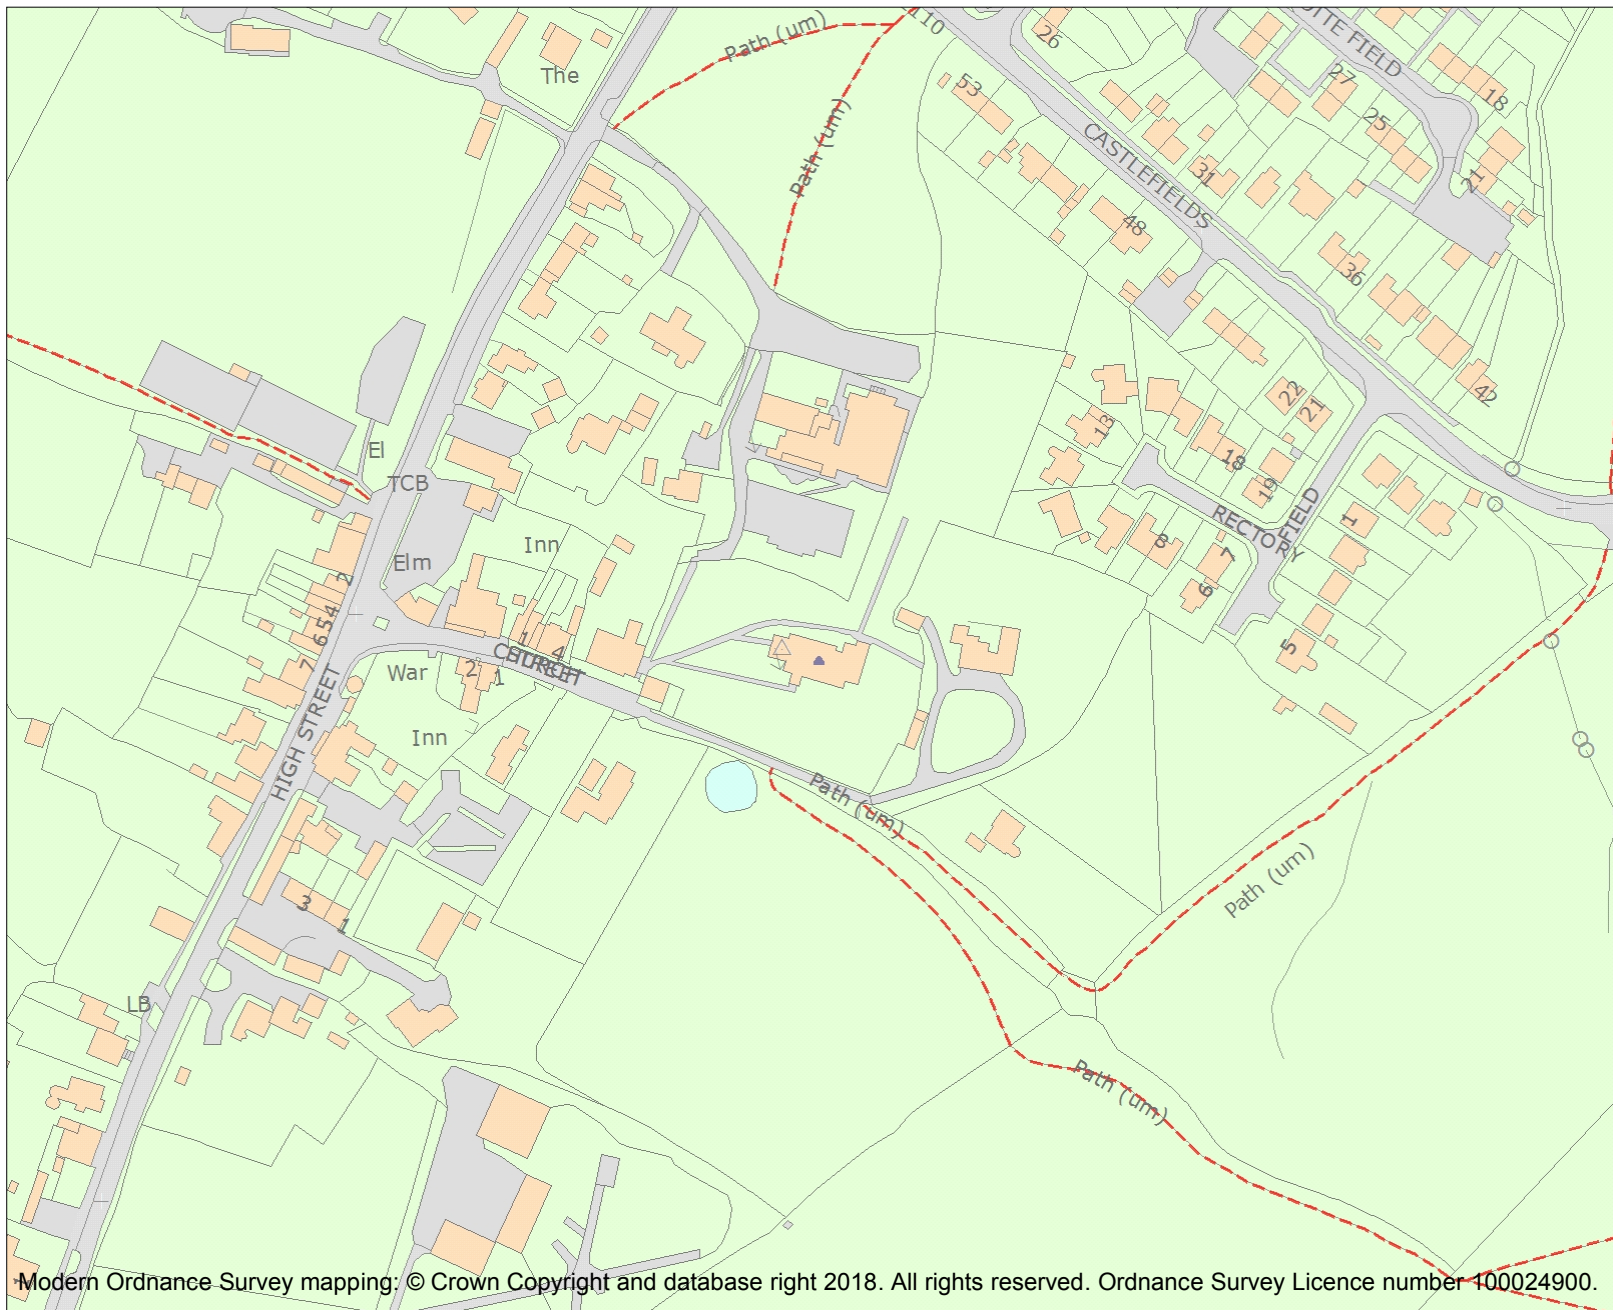 110
OTTE FIELD
Path (um)
26
The
27
53
18
25
Path (um)
CASTLEFIELDS
31
21
48
36
22
42
21
13
El
18
TCB
19
1
RECTORY
FIELD
Inn
8
Elm
7
2
6
4
5
6
1
4
5
CHURCH
STREET
7
War
2
1
HIGH STREET
Inn
Path (um)
Path (um)
3
1
LB
Path (um)
1
Modern Ordnance Survey mapping: © Crown Copyright and database right 2018. All rights reserved. Ordnance Survey Licence number 100024900.